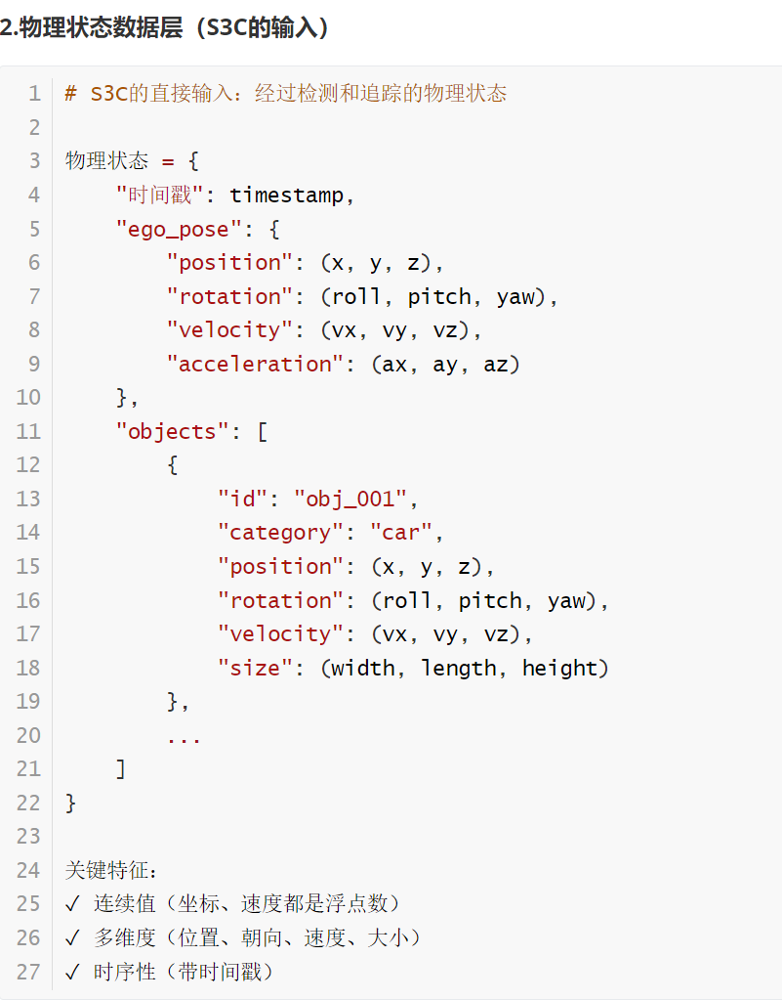 2.物理状态数据层（S3C的输入）
1 # S3C的直接输入：经过检测和追踪的物理状态
2
3 物理状态 = {
4     "时间戳": timestamp,
5     "ego_pose": {
6         "position": (x, y, z),
7         "rotation": (roll, pitch, yaw),
8         "velocity": (vx, vy, vz),
9         "acceleration": (ax, ay, az)
10     },
11     "objects": [
12         {
13             "id": "obj_001",
14             "category": "car",
15             "position": (x, y, z),
16             "rotation": (roll, pitch, yaw),
17             "velocity": (vx, vy, vz),
18             "size": (width, length, height)
19         },
20         ...
21     ]
22 }
23
24 关键特征：
25 ✓ 连续值（坐标、速度都是浮点数）
26 ✓ 多维度（位置、朝向、速度、大小）
27 ✓ 时序性（带时间戳）